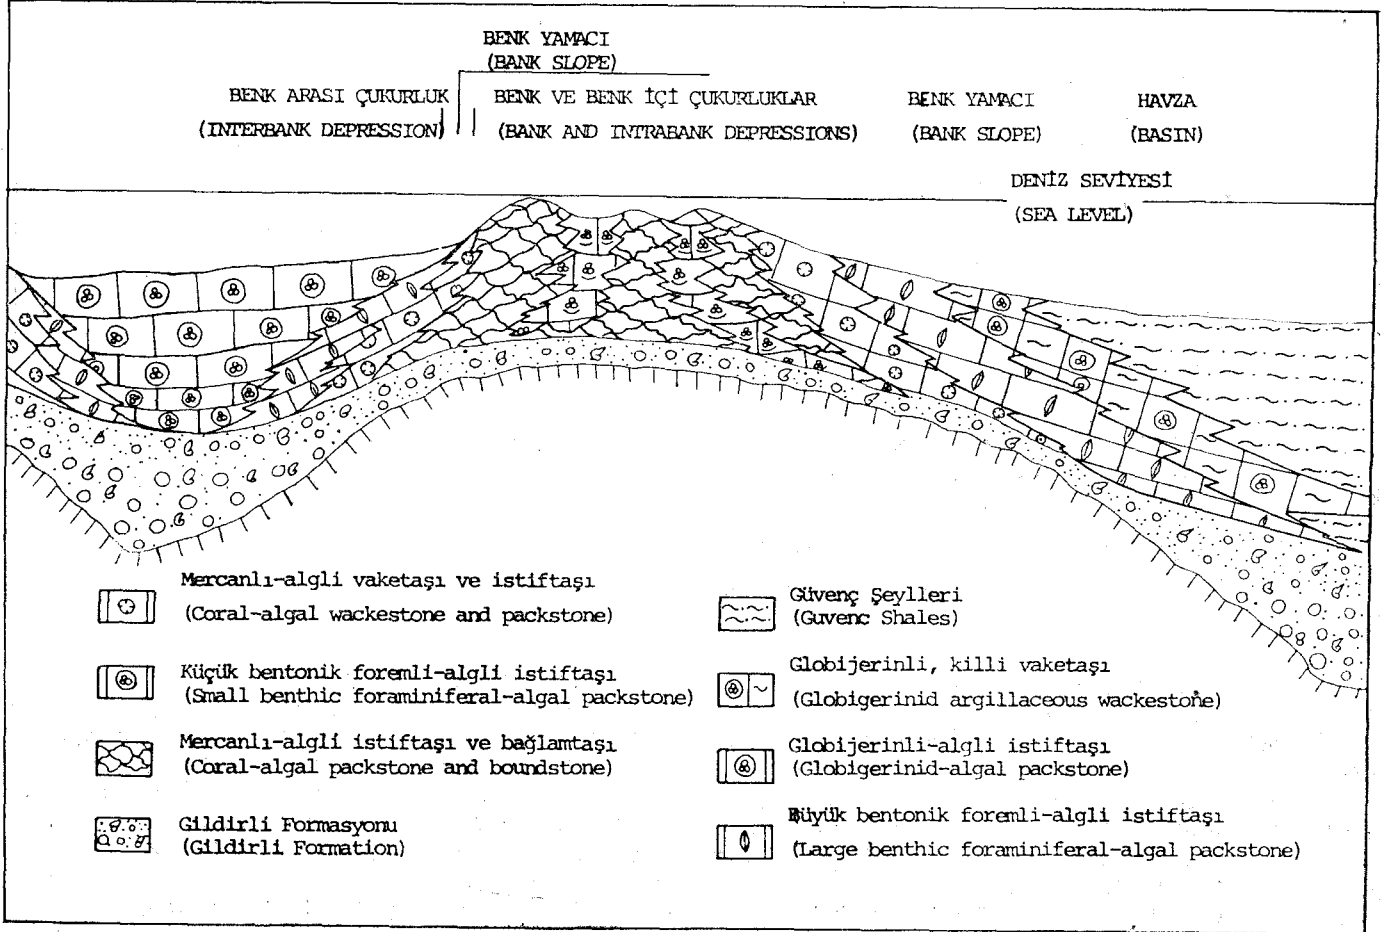 BENK YAMACI
(BANK SLOPE)
BENK ARASI ÇUKURLUK
(INTERBANK DEPRESSION)
BENK VE BENK İÇİ ÇUKURLUKLAR
(BANK AND INTRABANK DEPRESSIONS)
BENK YAMACI
(BANK SLOPE)
HAVZA
(BASIN)
DENİZ SEVİYESİ
(SEA LEVEL)
Mercanlı-algli vaketaşı ve istiftaşı
(Coral-algal wackestone and packstone)
Küçük bentonik foremli-algli istiftaşı
(Small benthic foraminiferal-algal packstone)
Mercanlı-algli istiftaşı ve bağlamtaşı
(Coral-algal packstone and boundstone)
Gildirli Formasyonu
(Gildirli Formation)
Güvenç Şeylleri
(Guvenc Shales)
Globijerinli, killi vaketaşı
(Globigerinid argillaceous wackestone)
Globijerinli-algli istiftaşı
(Globigerinid-algal packstone)
Büyük bentonik foremli-algli istiftaşı
(Large benthic foraminiferal-algal packstone)